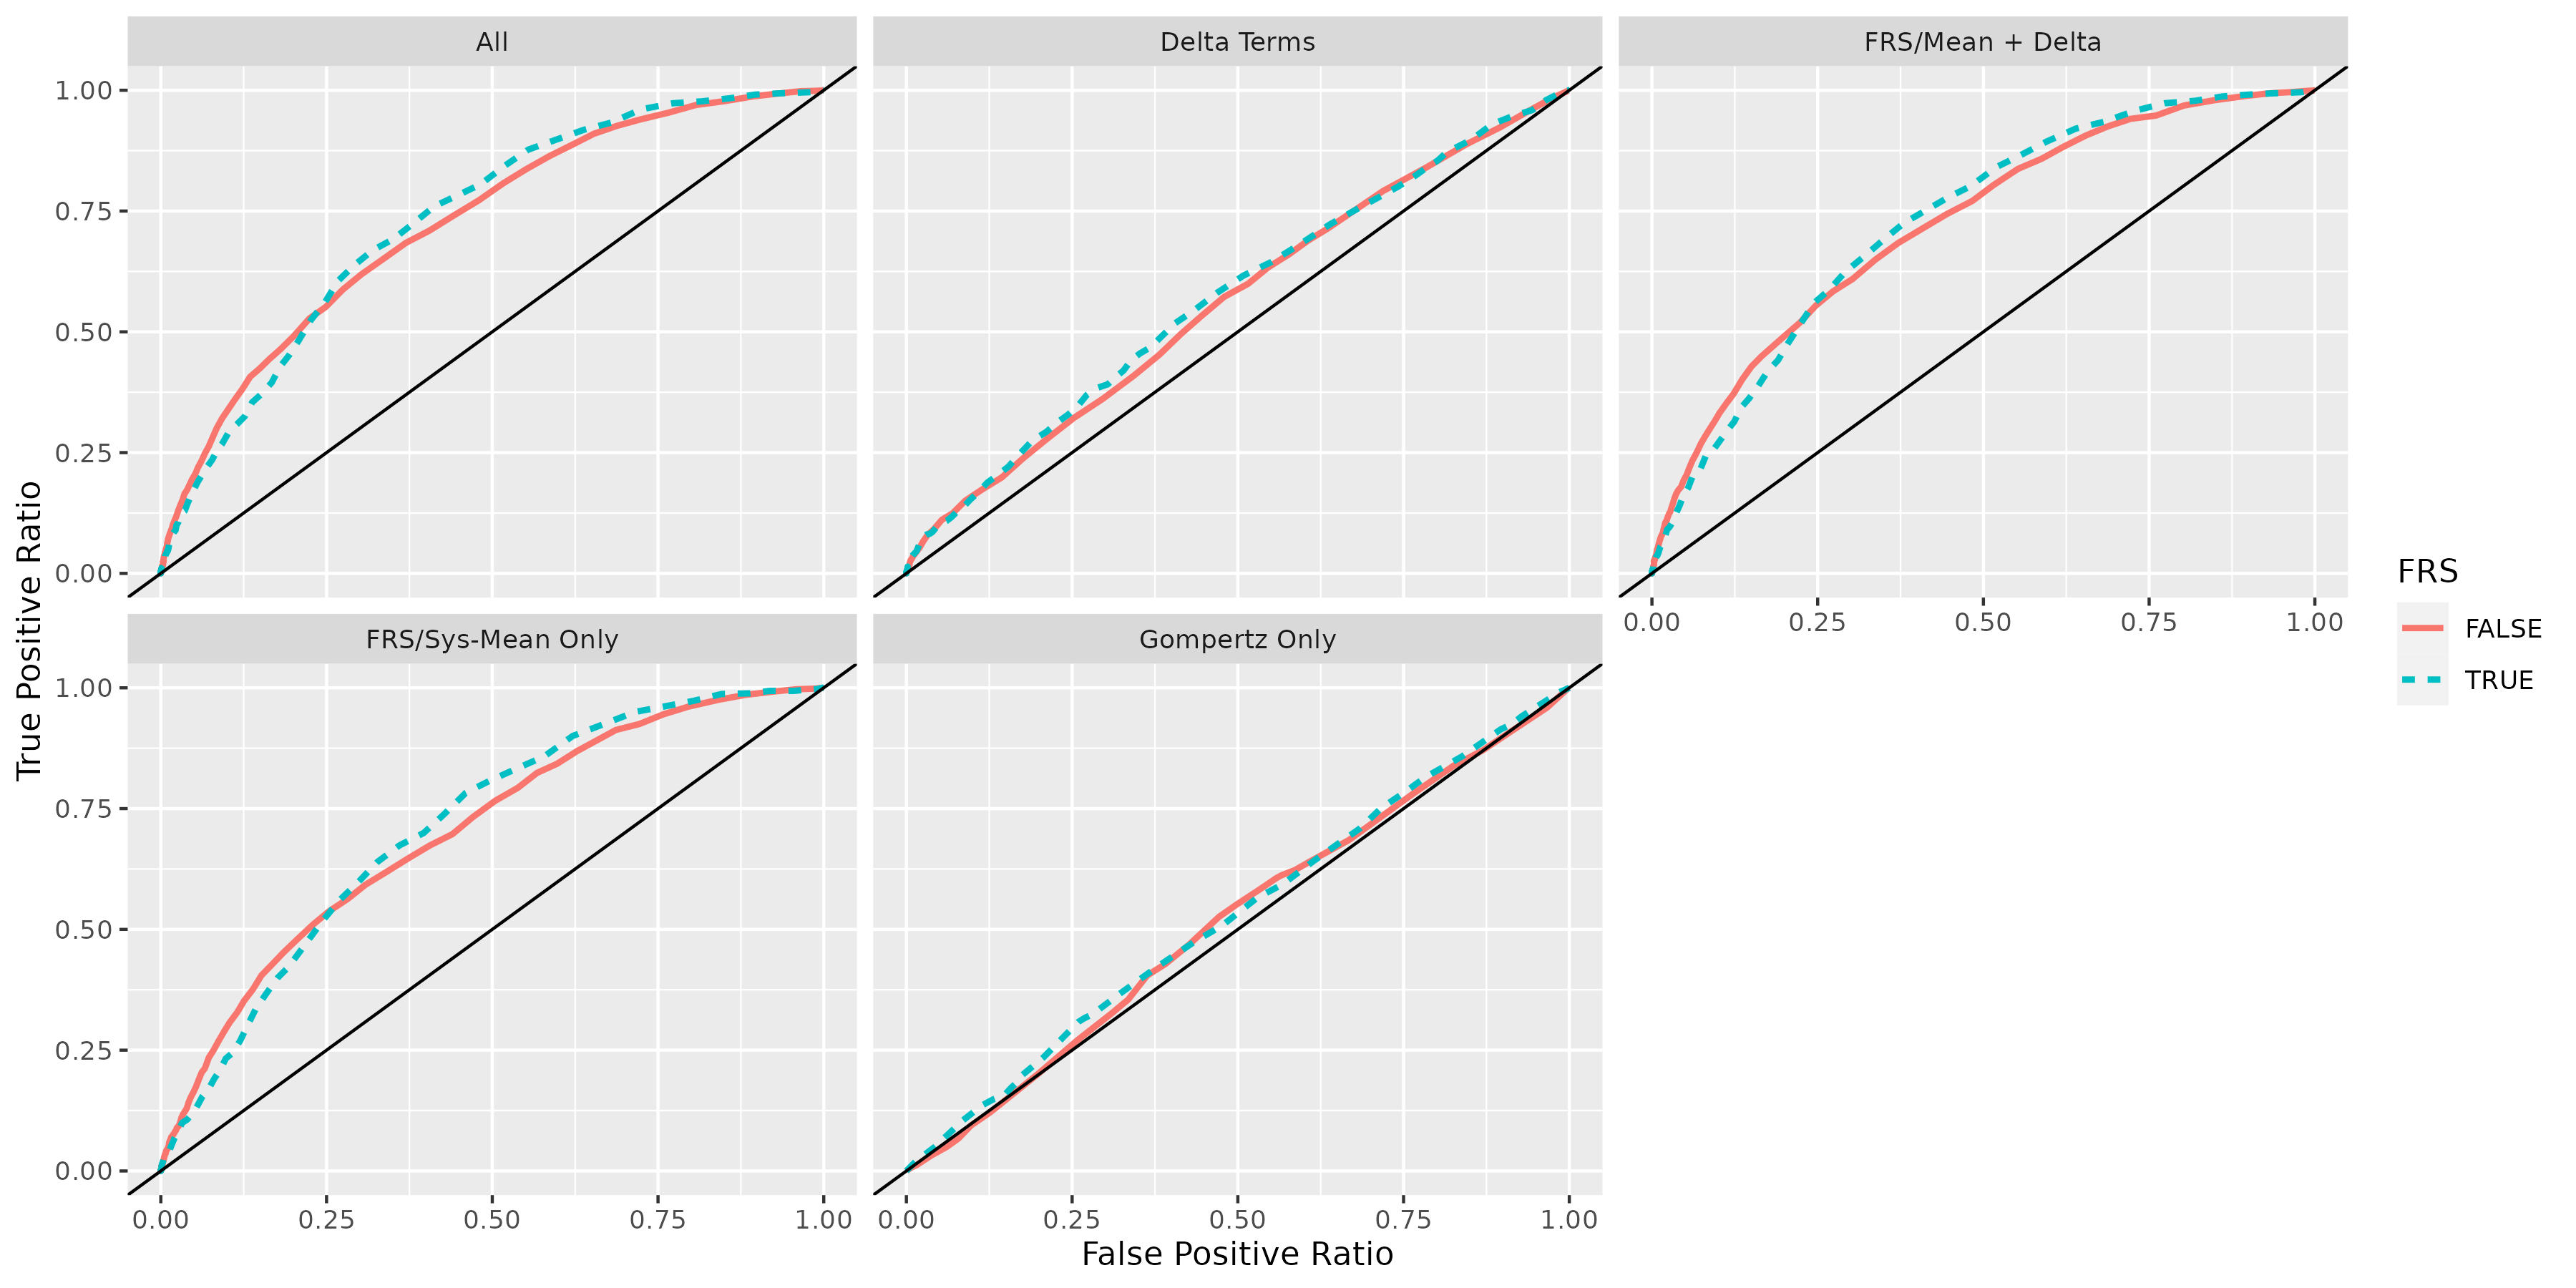 All
Delta Terms
FRS/Mean + Delta
1.00
0.75
0.50
0.25
0.00
0.00 0.25 0.50 0.75 1.00
FRS/Sys-Mean Only
Gompertz Only
1.00
0.75
0.50
0.25
0.00
0.00 0.25 0.50 0.75 1.00
0.00 0.25 0.50 0.75 1.00
True Positive Ratio
False Positive Ratio
FRS
FALSE
TRUE